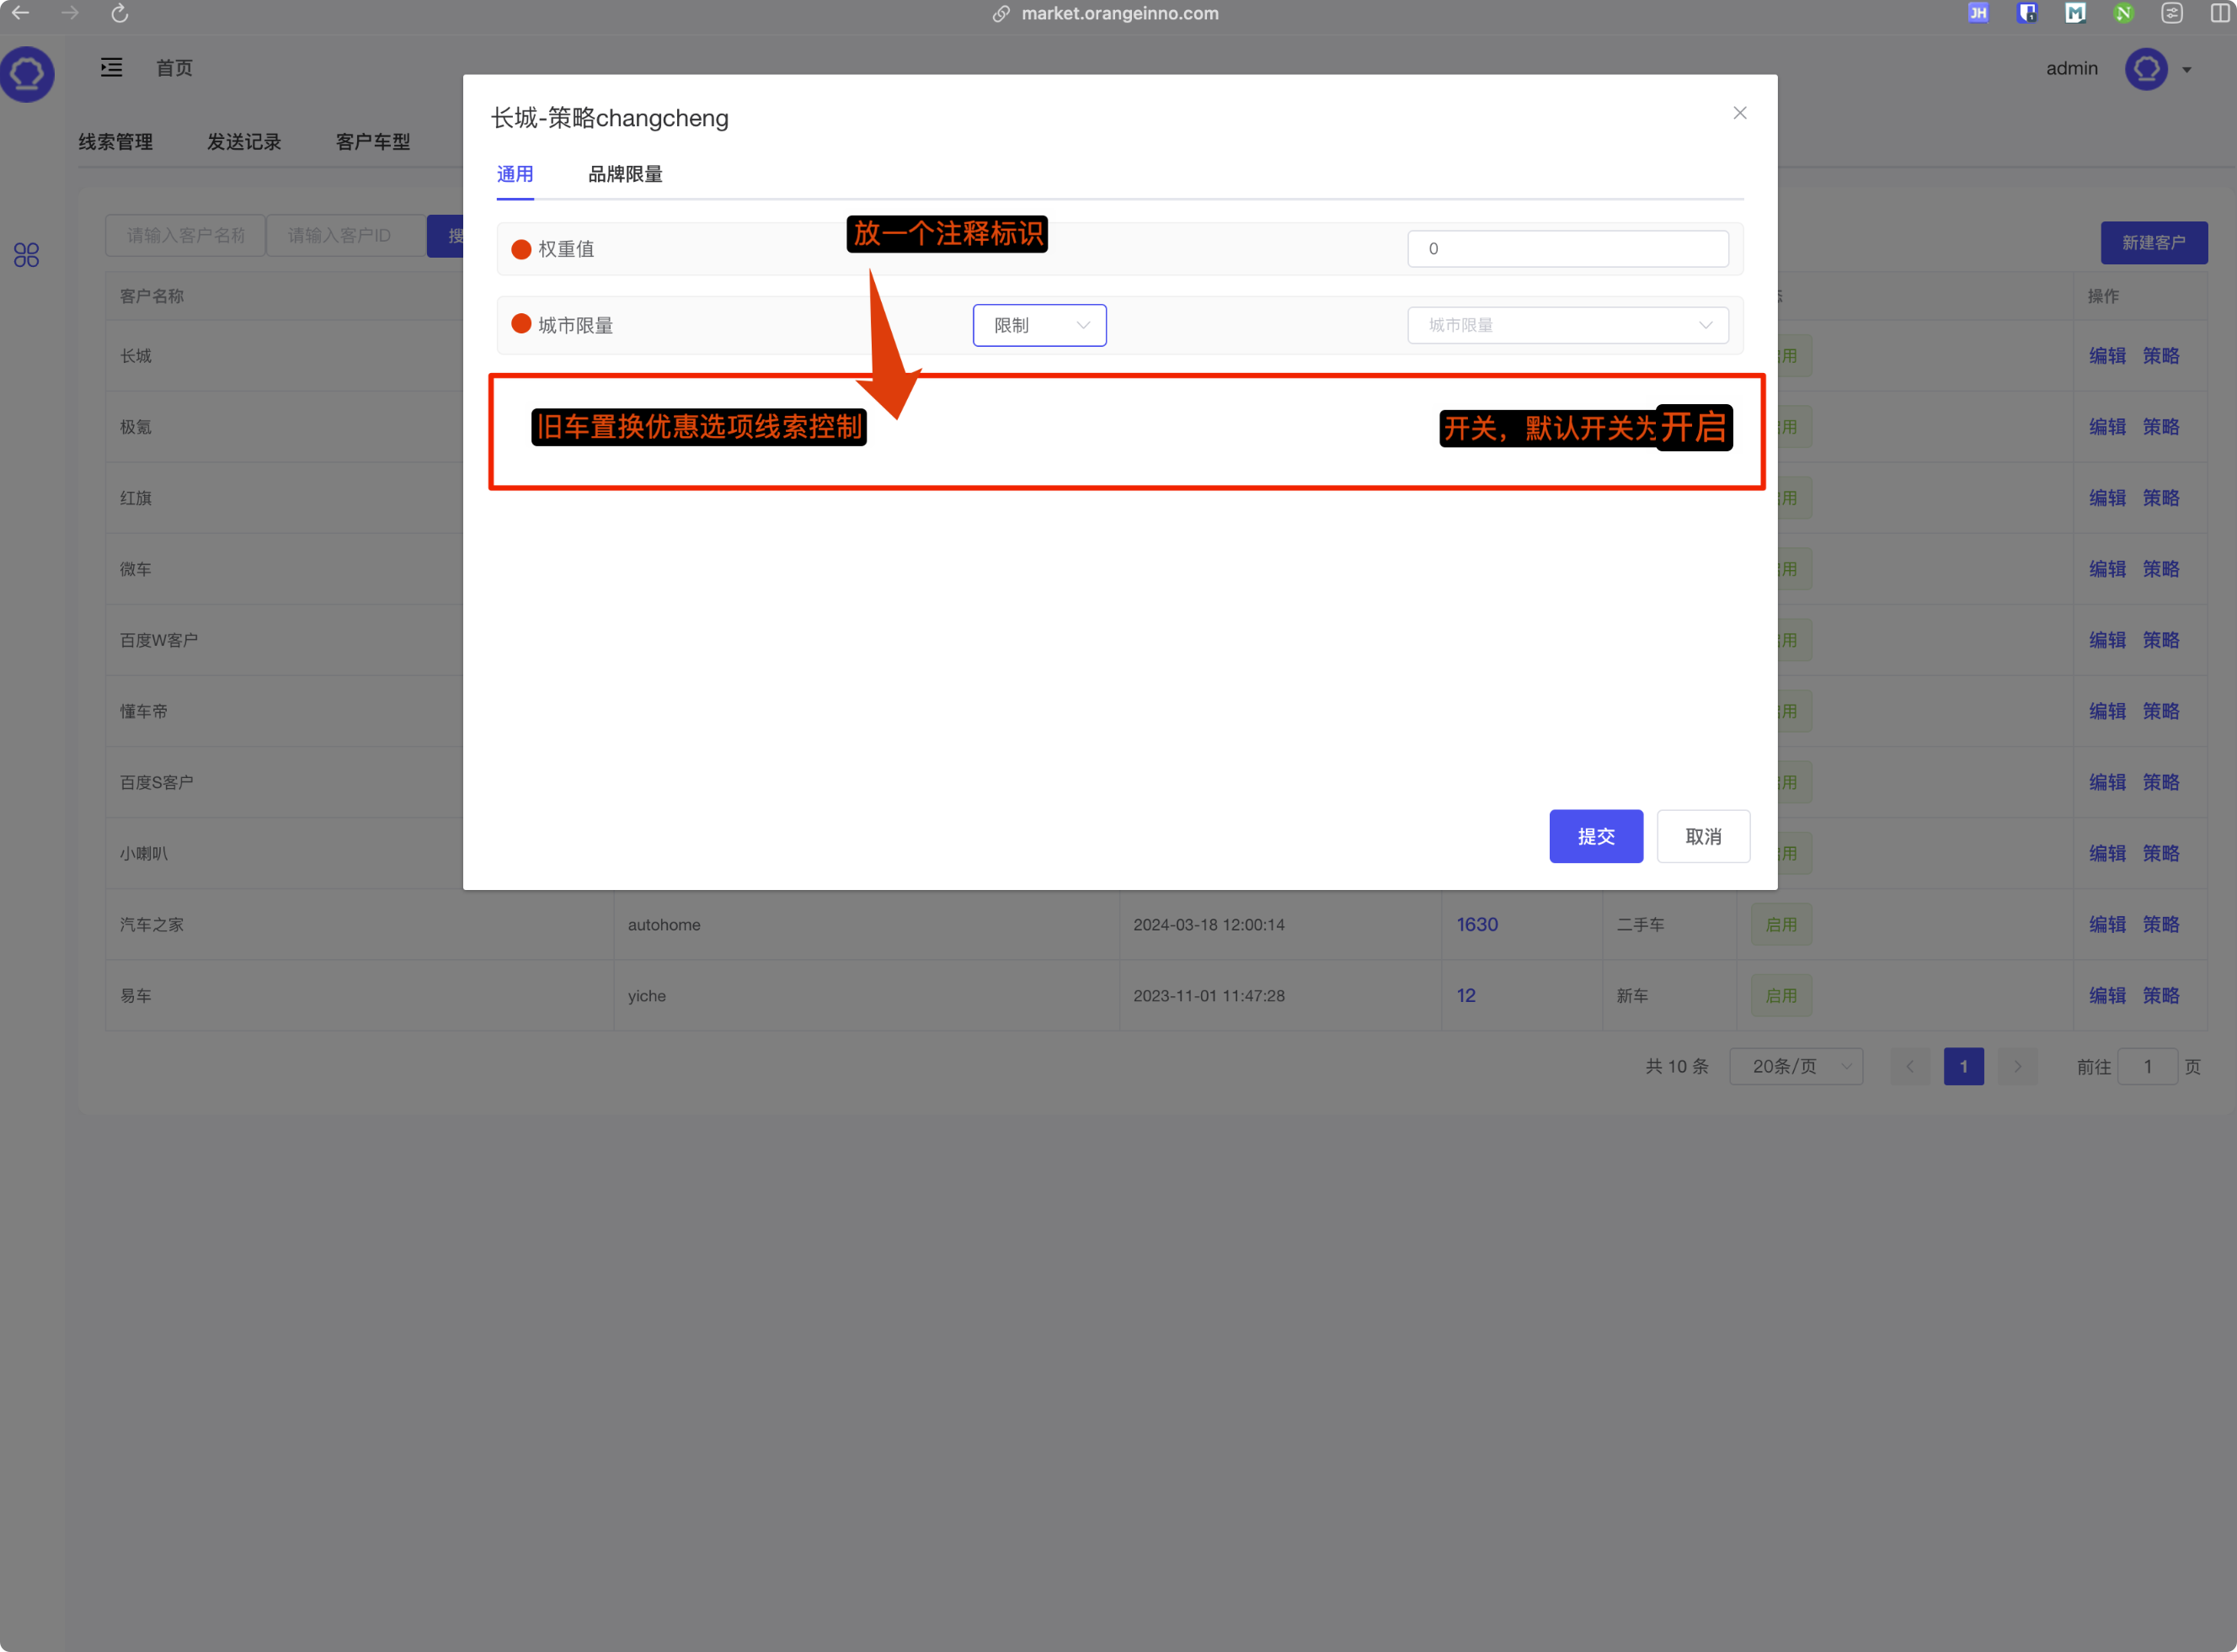 market.orangeinno.com
JH
1
M
N
首页
admin
线索管理
发送记录
客户车型
请输入客户名称
请输入客户ID
搜
新建客户
客户名称
操作
长城
用
编辑 策略
极氪
用
编辑 策略
红旗
用
编辑 策略
微车
用
编辑 策略
百度W客户
用
编辑 策略
懂车帝
用
编辑 策略
百度S客户
用
编辑 策略
小喇叭
用
编辑 策略
汽车之家 autohome 2024-03-18 12:00:14 1630 二手车 启用 编辑 策略
易车 yiche 2023-11-01 11:47:28 12 新车 启用 编辑 策略
共 10 条 20条/页 1 前往 1 页
长城-策略changcheng
通用
品牌限量
放一个注释标识
权重值
0
城市限量
限制
城市限量
旧车置换优惠选项线索控制
开关，默认开关为开启
提交
取消